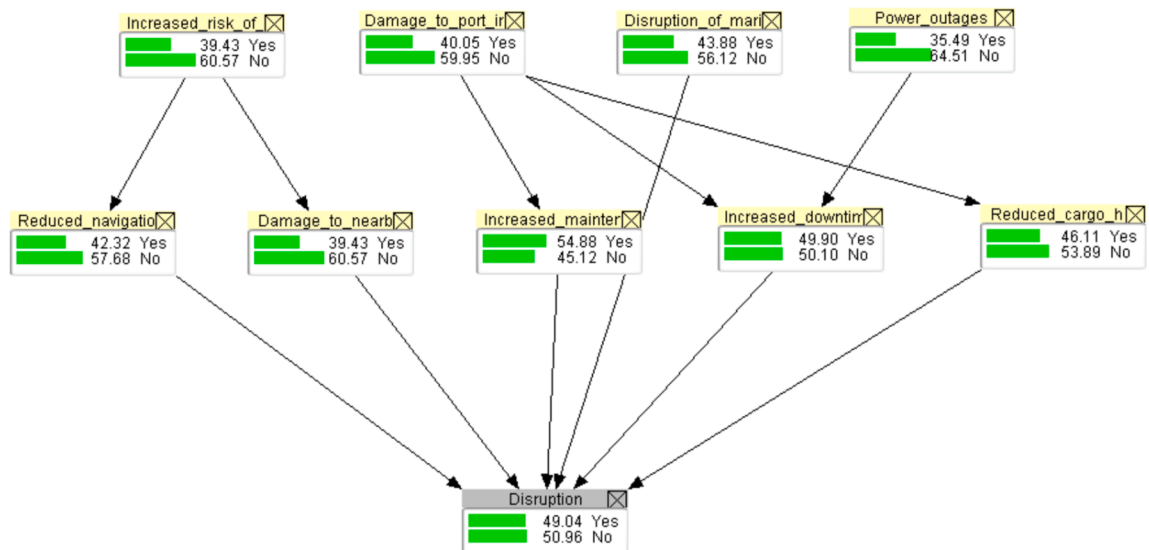 Increased_risk_of_
39.43 Yes
60.57 No
Damage_to_port_ir
40.05 Yes
59.95 No
Disruption_of_mari
43.88 Yes
56.12 No
Power_outages
35.49 Yes
64.51 No
Reduced_navigatio
42.32 Yes
57.68 No
Damage_to_nearb
39.43 Yes
60.57 No
Increased_mainter
54.88 Yes
45.12 No
Increased_downtim
49.90 Yes
50.10 No
Reduced_cargo_h
46.11 Yes
53.89 No
Disruption
49.04 Yes
50.96 No